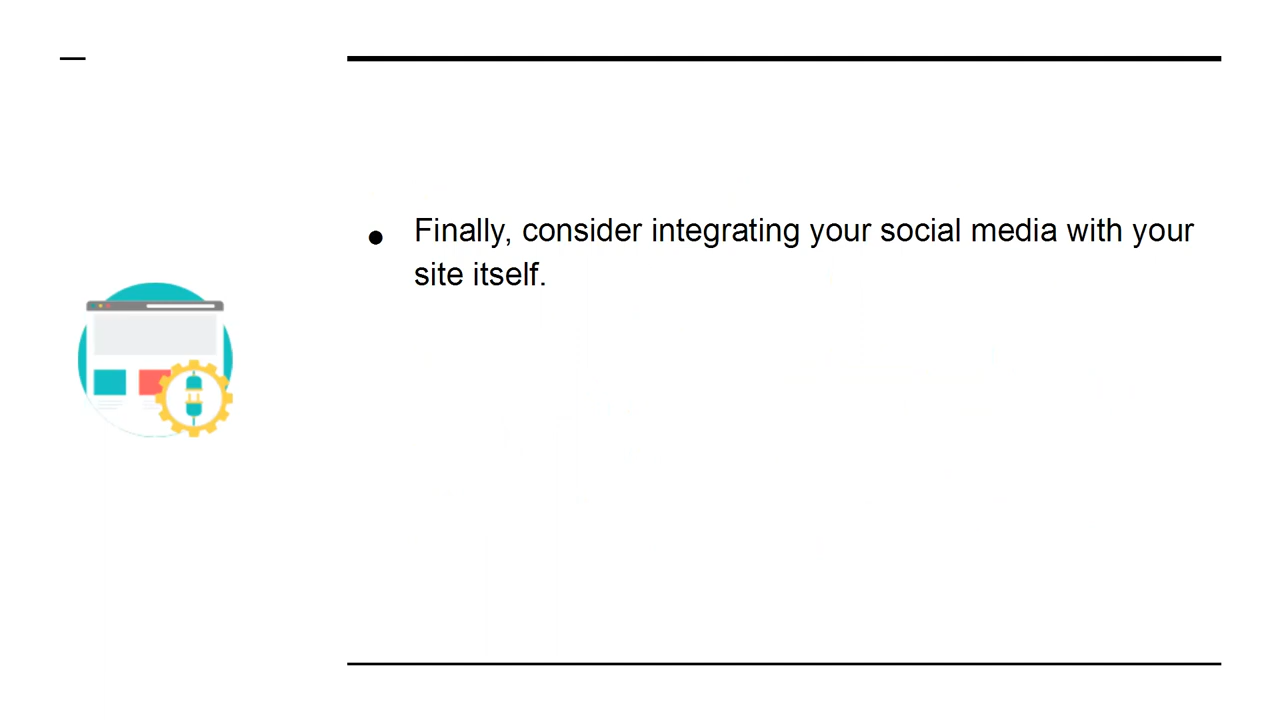 ● Finally, consider integrating your social media with your
site itself.